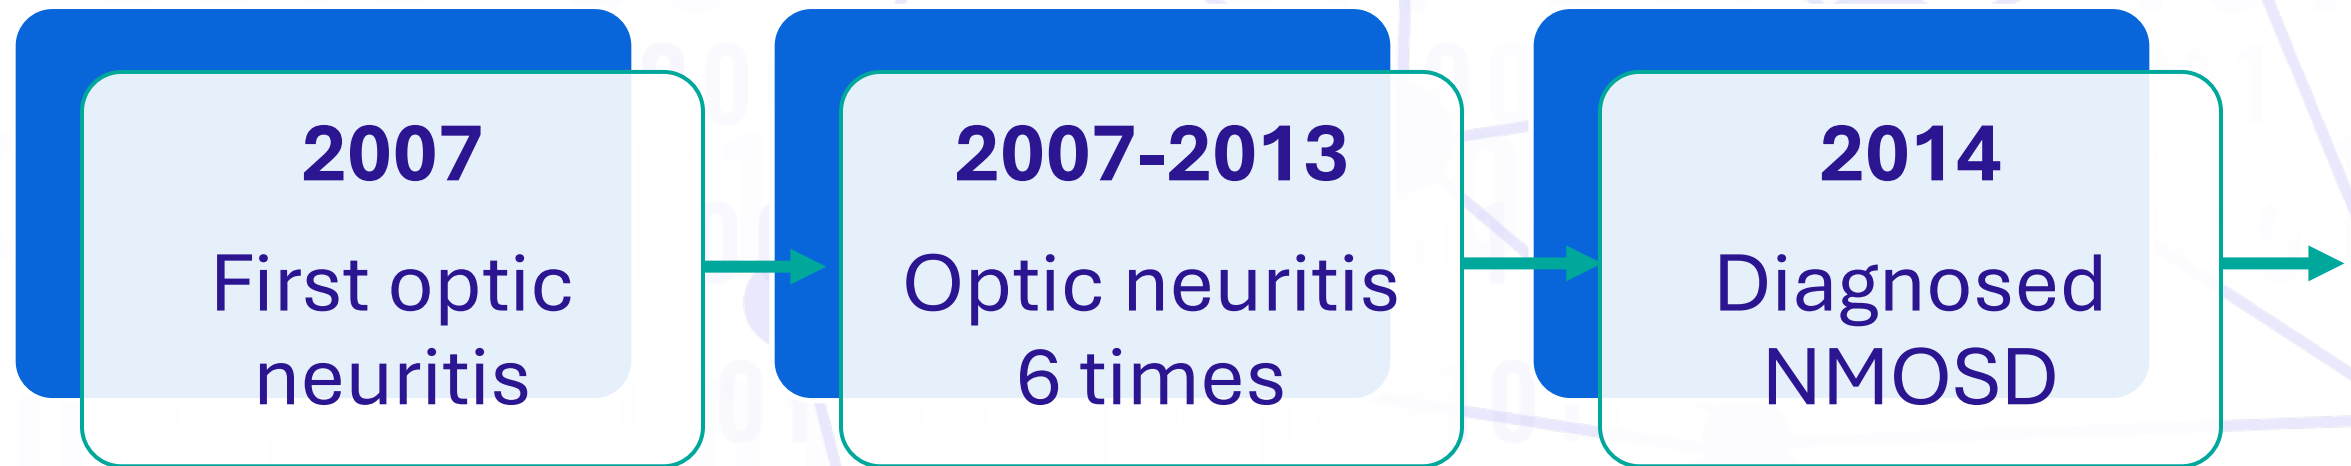 2007
First optic
neuritis
2007-2013
Optic neuritis
6 times
2014
Diagnosed
NMOSD